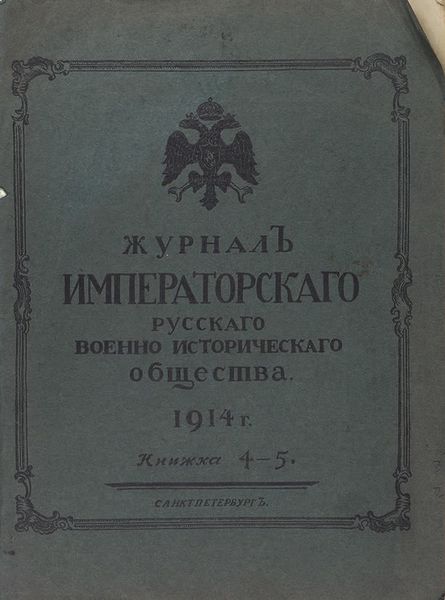 ЖУРНАЛЪ
ИМПЕРАТОРСКАГО
РУССКАГО
ВОЕННО ИСТОРИЧЕСКАГО
общества.
1914 г.
Книжка 4–5.
САНКТПЕТЕРБУРГЪ.